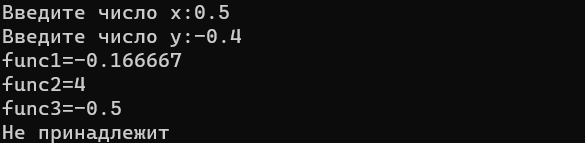 Введите число x:0.5
Введите число y:-0.4
func1=-0.166667
func2=4
func3=-0.5
Не принадлежит